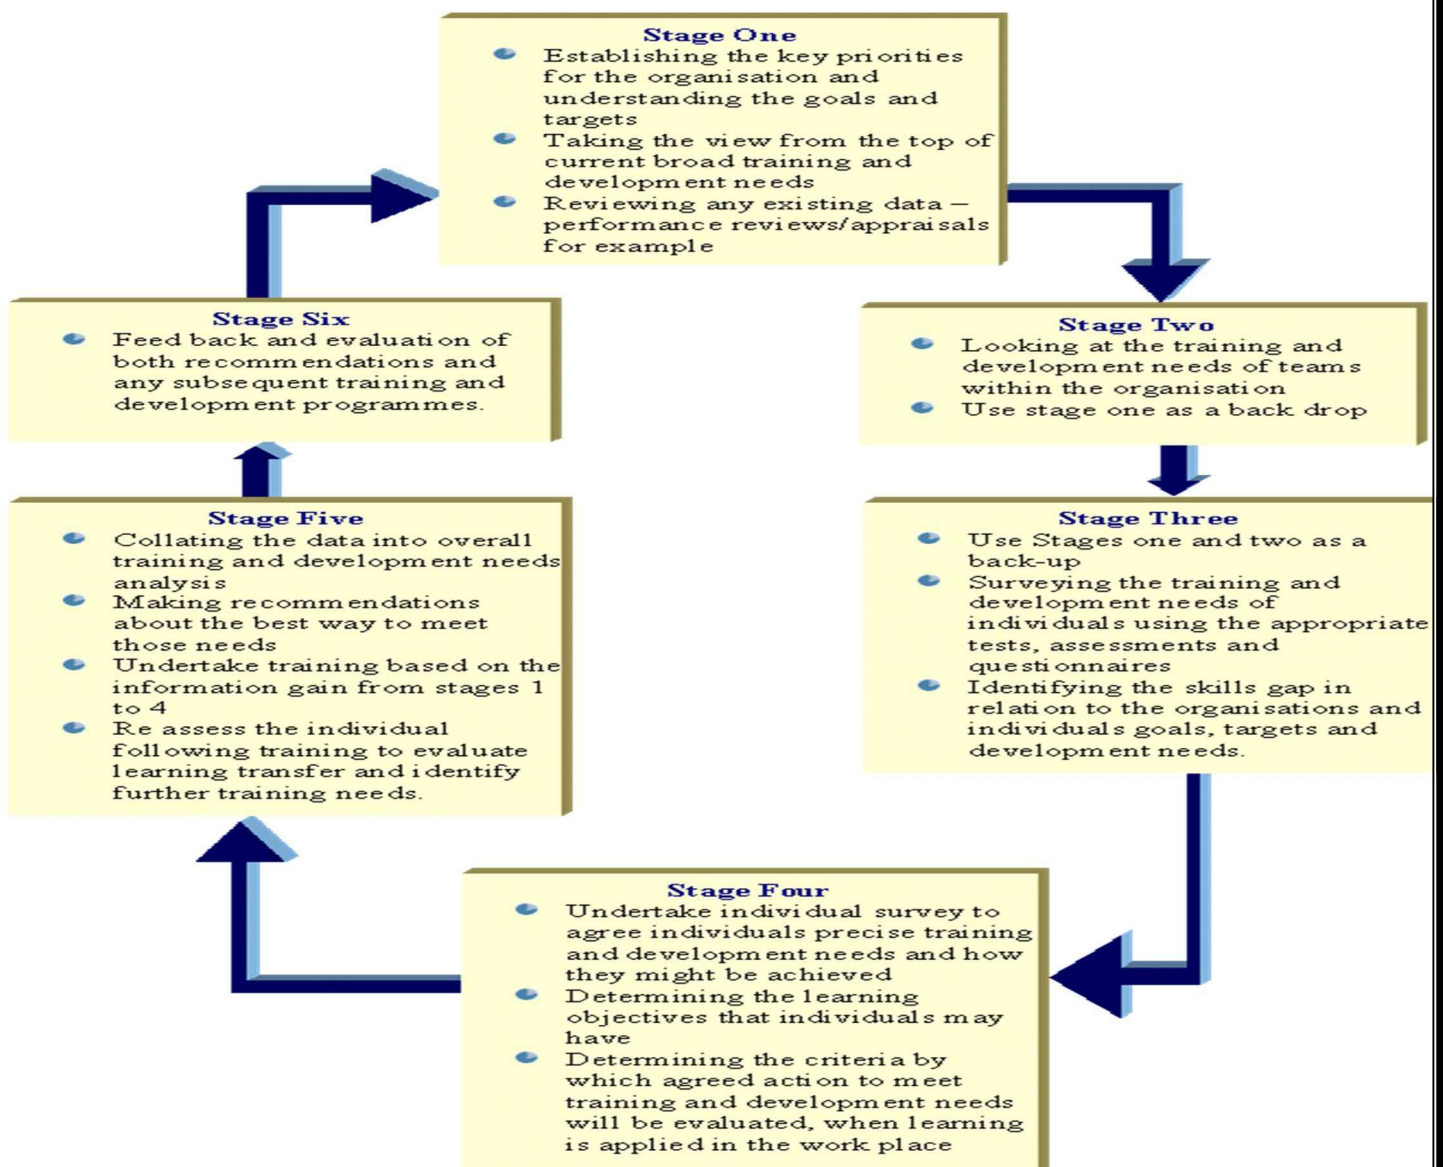 Stage One
Establishing the key priorities
for the organisation and
understanding the goals and
targets
Taking the view from the top of
current broad training and
development needs
Reviewing any existing data –
performance reviews/appraisals
for example
Stage Two
Looking at the training and
development needs of teams
within the organisation
Use stage one as a back drop
Stage Three
Use Stages one and two as a
back-up
Surveying the training and
development needs of
individuals using the appropriate
tests, assessments and
questionnaires
Identifying the skills gap in
relation to the organisations and
individuals goals, targets and
development needs.
Stage Four
Undertake individual survey to
agree individuals precise training
and development needs and how
they might be achieved
Determining the learning
objectives that individuals may
have
Determining the criteria by
which agreed action to meet
training and development needs
will be evaluated, when learning
is applied in the work place
Stage Five
Collating the data into overall
training and development needs
analysis
Making recommendations
about the best way to meet
those needs
Undertake training based on the
information gain from stages 1
to 4
Re assess the individual
following training to evaluate
learning transfer and identify
further training needs.
Stage Six
Feed back and evaluation of
both recommendations and
any subsequent training and
development programmes.